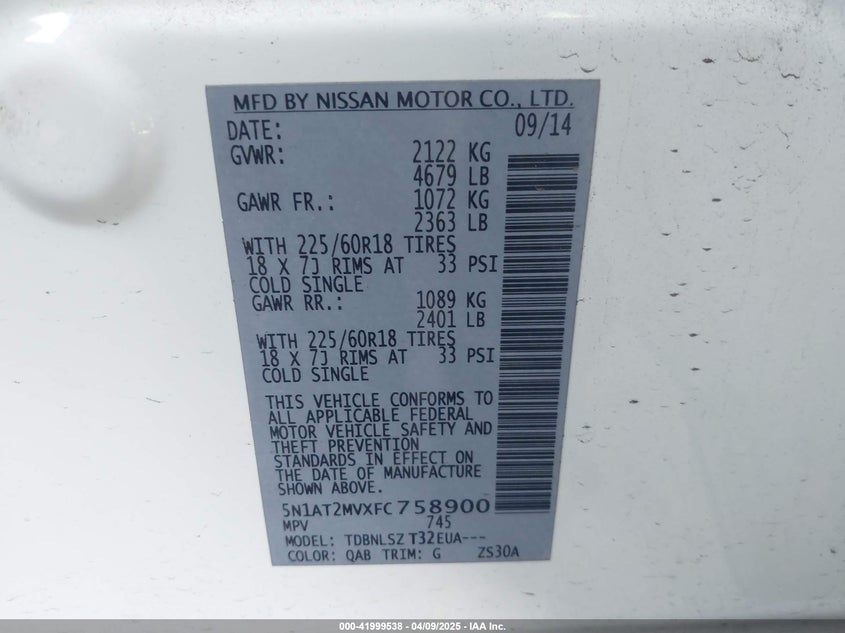 MFD BY NISSAN MOTOR CO., LTD.
DATE: 09/14
GVWR: 2122 KG
4679 LB
GAWR FR.: 1072 KG
2363 LB
WITH 225/60R18 TIRES
18 X 7J RIMS AT 33 PSI
COLD SINGLE
GAWR RR.: 1089 KG
2401 LB
WITH 225/60R18 TIRES
18 X 7J RIMS AT 33 PSI
COLD SINGLE
THIS VEHICLE CONFORMS TO
ALL APPLICABLE FEDERAL
MOTOR VEHICLE SAFETY AND
THEFT PREVENTION
STANDARDS IN EFFECT ON
THE DATE OF MANUFACTURE
SHOWN ABOVE.
5N1AT2MVXFC758900
MPV 745
MODEL: TDBNLSZ T32EUA---
COLOR: QAB TRIM: G ZS30A
000-41999538 - 04/09/2025 - IAA Inc.